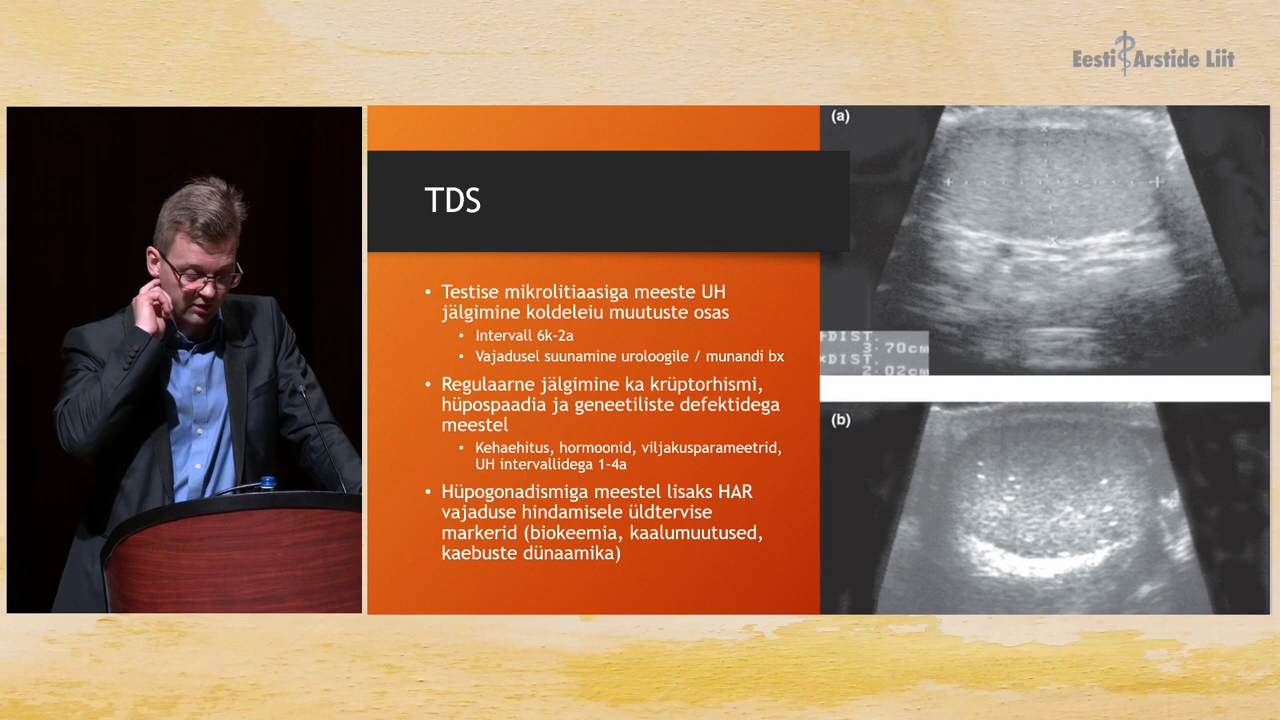 Eesti Arstide Liit
TDS
• Testise mikrolitiaasiga meeste UH
jälgimine koldeleiu muutuste osas
• Intervall 6k-2a
• Vajadusel suunamine uroloogile / munandi bx
• Regulaarne jälgimine ka krüptorhismi,
hüpospaadia ja geneetiliste defektidega
meestel
• Kehaehitus, hormoonid, viljakusparameetrid,
UH intervallidega 1-4a
• Hüpogonadismiga meestel lisaks HAR
vajaduse hindamisele üldtervise
markerid (biokeemia, kaalumuutused,
kaebuste dünaamika)
(a)
+DIST.
3.70cm
×DIST.
2.02cm
(b)